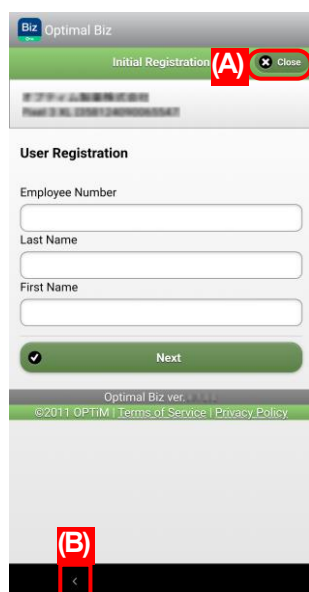 Biz Optimal Biz
Initial Registration (A) Close
User Registration
Employee Number
Last Name
First Name
Next
Optimal Biz ver.
©2011 OPTiM | Terms of Service | Privacy Policy
(B)